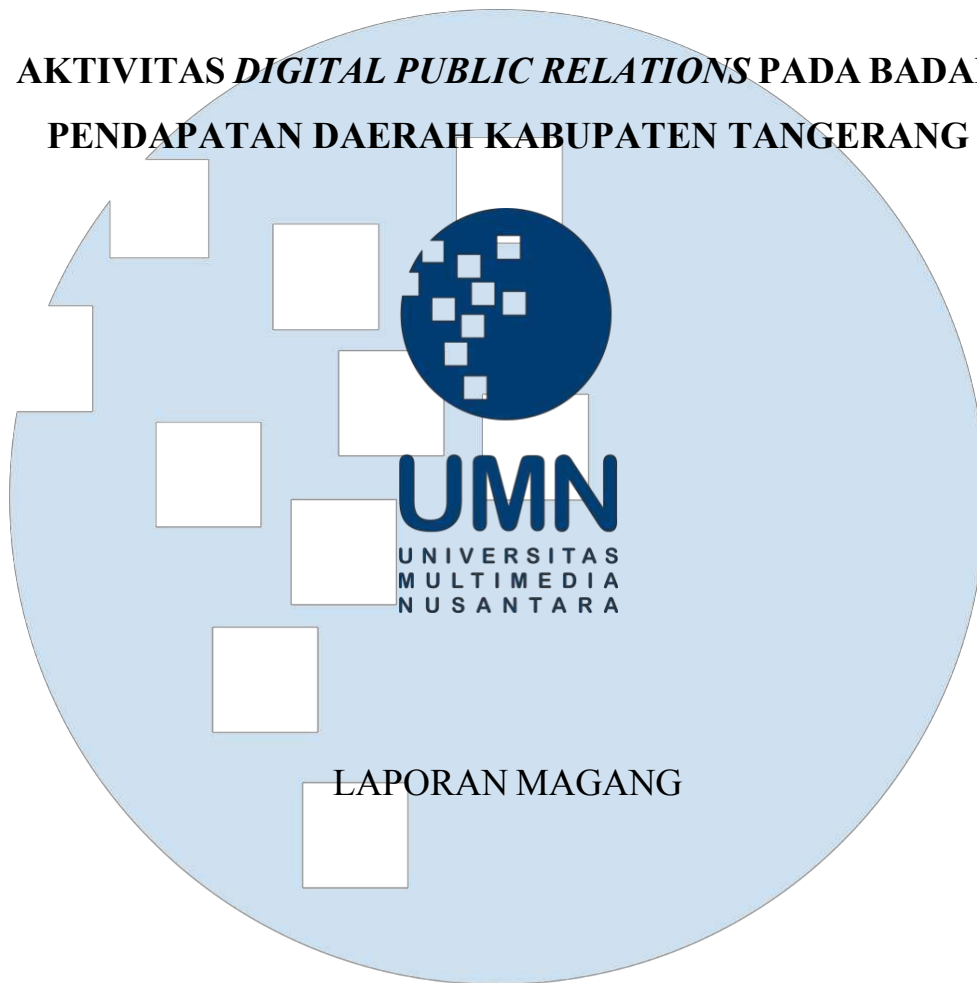 AKTIVITAS DIGITAL PUBLIC RELATIONS PADA BADA
PENDAPATAN DAERAH KABUPATEN TANGERANG
UMN
UNIVERSITAS
MULTIMEDIA
NUSANTARA
LAPORAN MAGANG